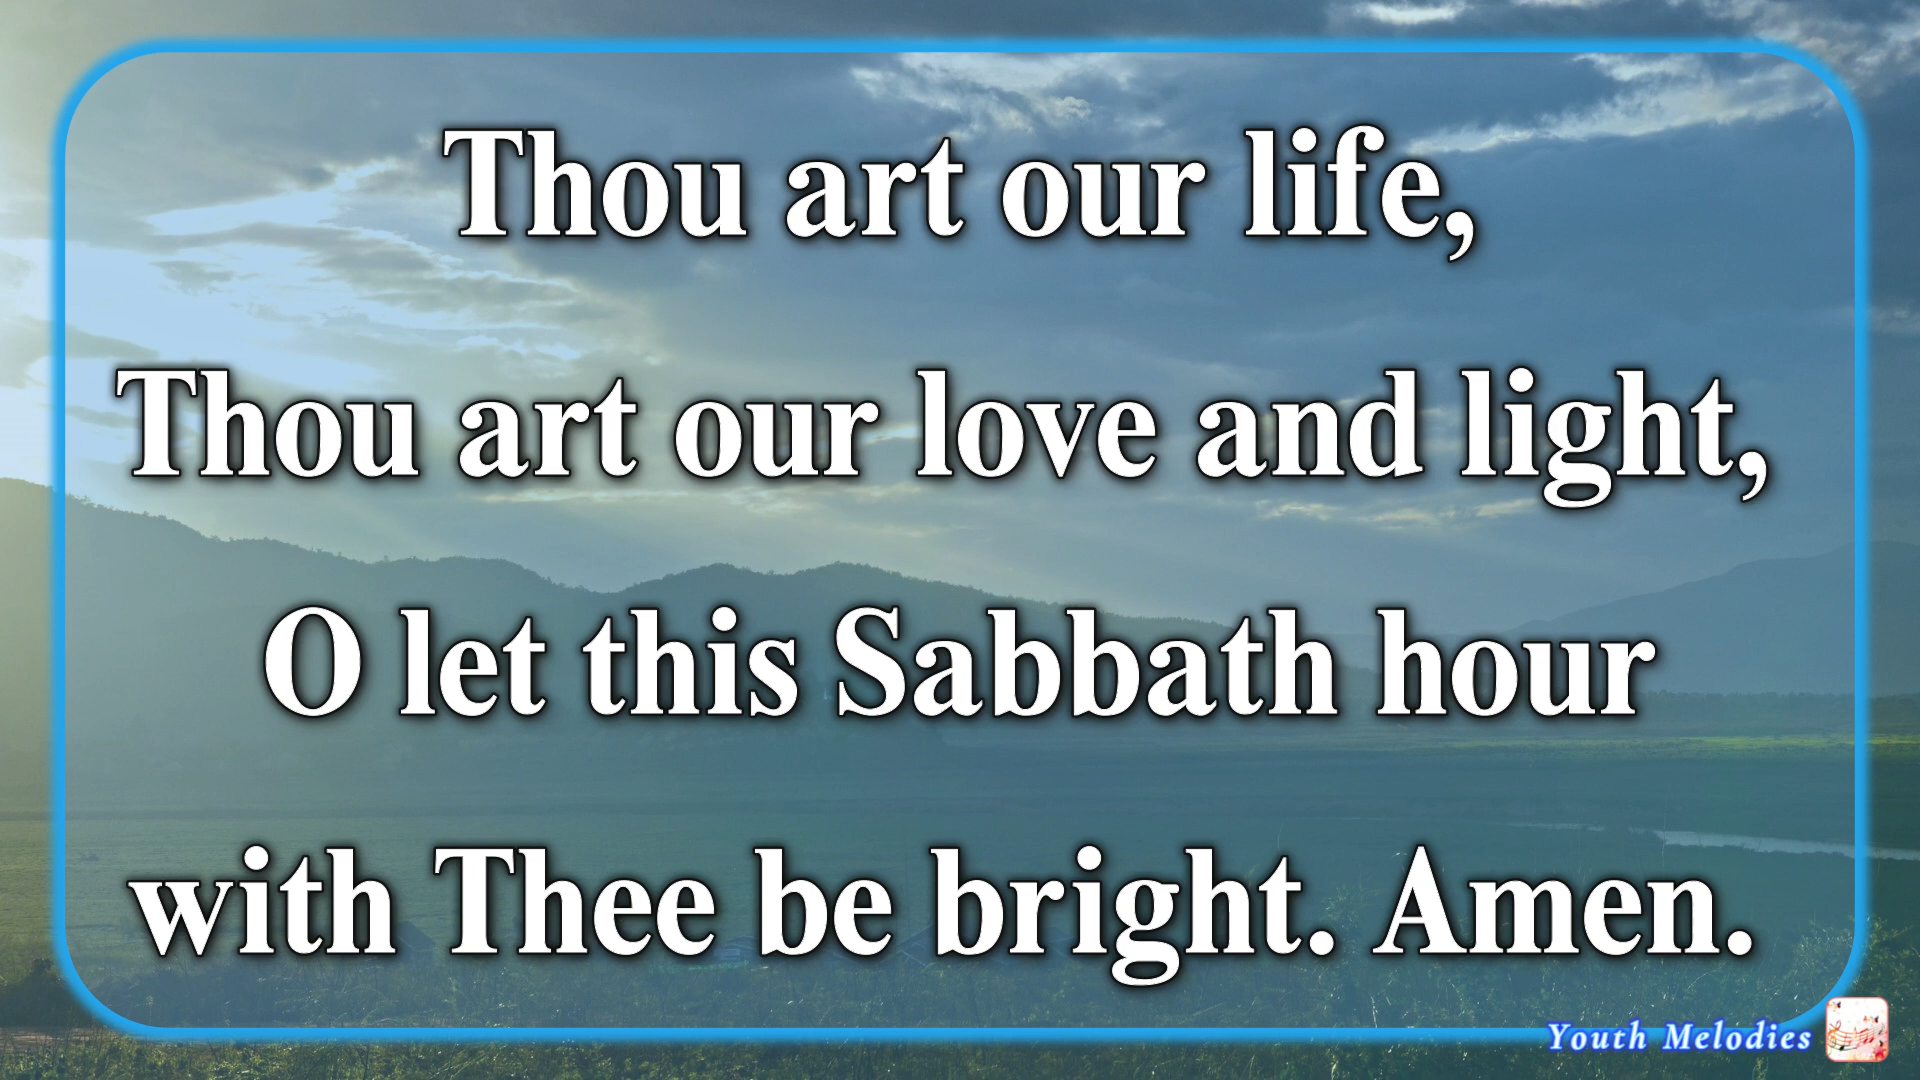 Thou art our life,
Thou art our love and light,
O let this Sabbath hour
with Thee be bright. Amen.
Youth Melodies